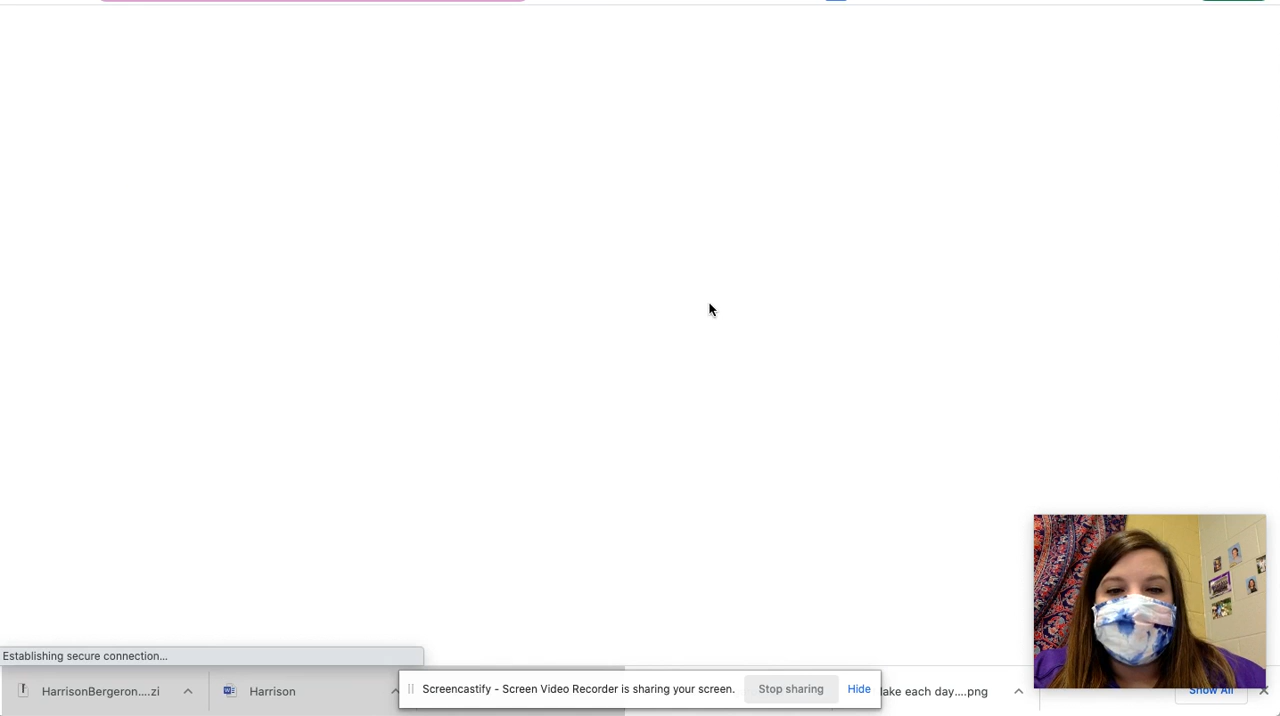 Establishing secure connection...
HarrisonBergeron....zi
Harrison
Screencastify - Screen Video Recorder is sharing your screen.
Stop sharing
Hide
ake each day....png
Show All